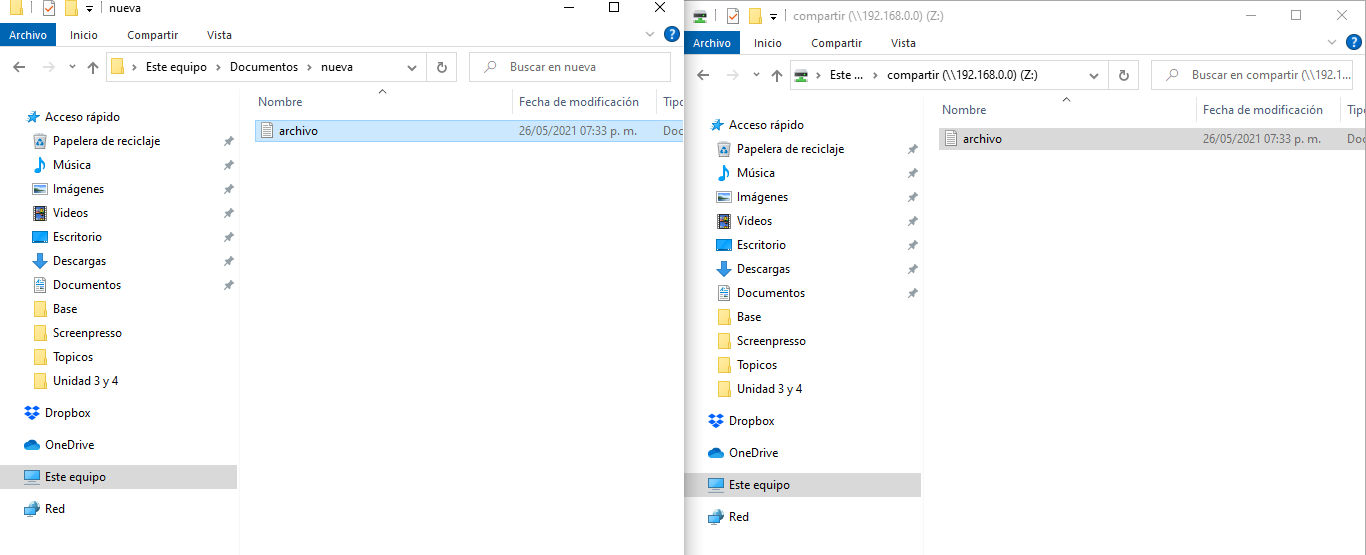 nueva
Archivo Inicio Compartir Vista
Este equipo Documentos nueva
Buscar en nueva
Nombre Fecha de modificación Tipo
archivo 26/05/2021 07:33 p. m. Doc
Acceso rápido
Papelera de reciclaje
Música
Imágenes
Videos
Escritorio
Descargas
Documentos
Base
Screenpresso
Topicos
Unidad 3 y 4
Dropbox
OneDrive
Este equipo
Red
compartir (\\192.168.0.0) (Z:)
Archivo Inicio Compartir Vista
Este ... compartir (\\192.168.0.0) (Z:)
Buscar en compartir (\\192.1...
Nombre Fecha de modificación Tip
archivo 26/05/2021 07:33 p. m. Doc
Acceso rápido
Papelera de reciclaje
Música
Imágenes
Videos
Escritorio
Descargas
Documentos
Base
Screenpresso
Topicos
Unidad 3 y 4
Dropbox
OneDrive
Este equipo
Red